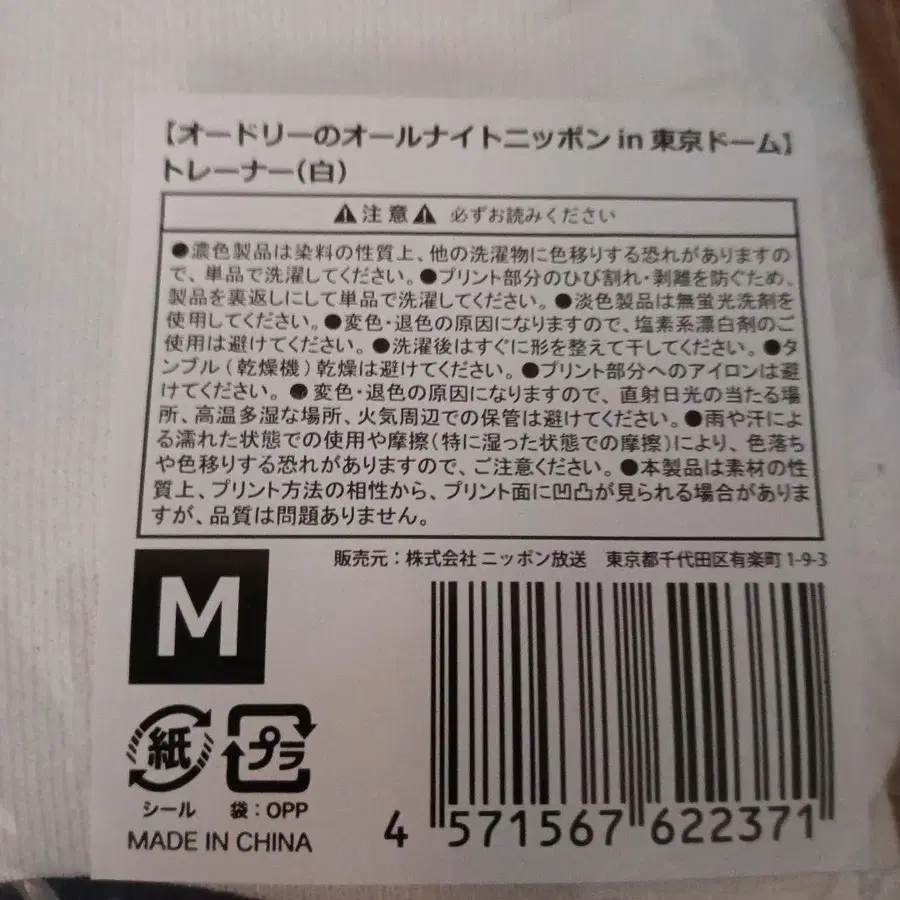 【オードリーのオールナイトニッポン in 東京ドーム】
トレーナー(白)
注意 必ずお読みください
●濃色製品は染料の性質上、他の洗濯物に色移りする恐れがありますの
で、単品で洗濯してください。●プリント部分のひび割れ・剥離を防ぐため、
製品を裏返しにして単品で洗濯してください。●淡色製品は無蛍光洗剤を
使用してください。●変色・退色の原因になりますので、塩素系漂白剤のご
使用は避けてください。●洗濯後はすぐに形を整えて干してください。●タ
ンブル(乾燥機)乾燥は避けてください。●プリント部分へのアイロンは避
けてください。●変色・退色の原因になりますので、直射日光の当たる場
所、高温多湿な場所、火気周辺での保管は避けてください。●雨や汗によ
る濡れた状態での使用や摩擦(特に湿った状態での摩擦)により、色落ち
や色移りする恐れがありますので、ご注意ください。●本製品は素材の性
質上、プリント方法の相性から、プリント面に凹凸が見られる場合がありま
すが、品質は問題ありません。
販売元:株式会社 ニッポン放送 東京都千代田区有楽町 1-9-3
M
紙 プラ
シール 袋:OPP
MADE IN CHINA
4 571567 622371